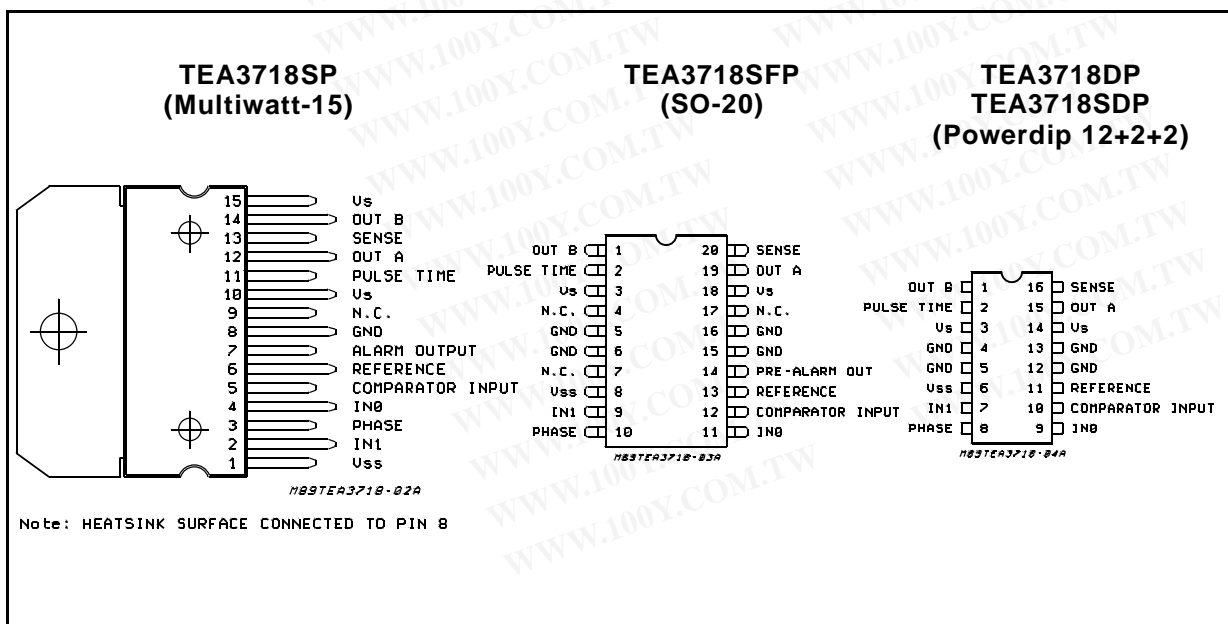 TEA3718SP
(Multiwatt-15)
15 Vs
14 OUT B
13 SENSE
12 OUT A
11 PULSE TIME
10 Vs
9 N.C.
8 GND
7 ALARM OUTPUT
6 REFERENCE
5 COMPARATOR INPUT
4 IN0
3 PHASE
2 IN1
1 Vss
M89TEA3718-02A
Note: HEATSINK SURFACE CONNECTED TO PIN 8
TEA3718SFP
(SO-20)
OUT B 1 20 SENSE
PULSE TIME 2 19 OUT A
Vs 3 18 Vs
N.C. 4 17 N.C.
GND 5 16 GND
GND 6 15 GND
N.C. 7 14 PRE-ALARM OUT
Vss 8 13 REFERENCE
IN1 9 12 COMPARATOR INPUT
PHASE 10 11 IN0
M89TEA3718-03A
TEA3718DP
TEA3718SDP
(Powerdip 12+2+2)
OUT B 1 16 SENSE
PULSE TIME 2 15 OUT A
Vs 3 14 Vs
GND 4 13 GND
GND 5 12 GND
Vss 6 11 REFERENCE
IN1 7 10 COMPARATOR INPUT
PHASE 8 9 IN0
M89TEA3718-04A
WWW.100Y.COM.TW